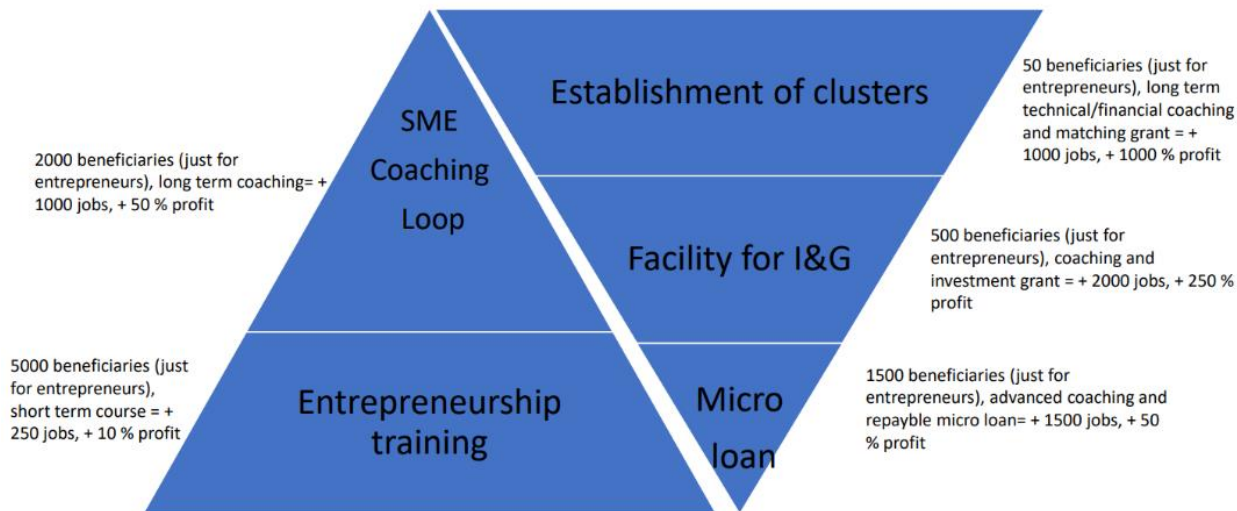 SME
Coaching
Loop
2000 beneficiaries (just for
entrepreneurs), long term coaching= +
1000 jobs, + 50 % profit
Entrepreneurship
training
5000 beneficiaries (just
for entrepreneurs),
short term course = +
250 jobs, + 10 % profit
Establishment of clusters
50 beneficiaries (just for
entrepreneurs), long term
technical/financial coaching
and matching grant = +
1000 jobs, + 1000 % profit
Facility for I&G
500 beneficiaries (just for
entrepreneurs), coaching and
investment grant = + 2000 jobs, + 250 %
profit
Micro
loan
1500 beneficiaries (just for
entrepreneurs), advanced coaching and
repayble micro loan= + 1500 jobs, + 50
% profit